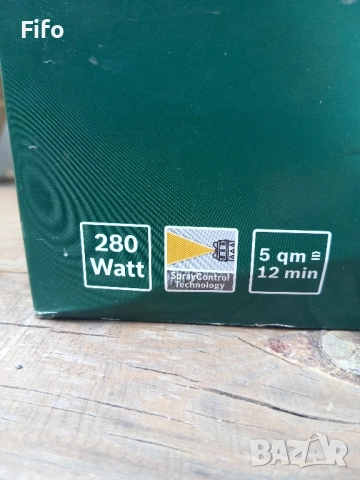 Fifo
280
Watt
SprayControl
Technology
5 qm ≙
12 min
BAZAR